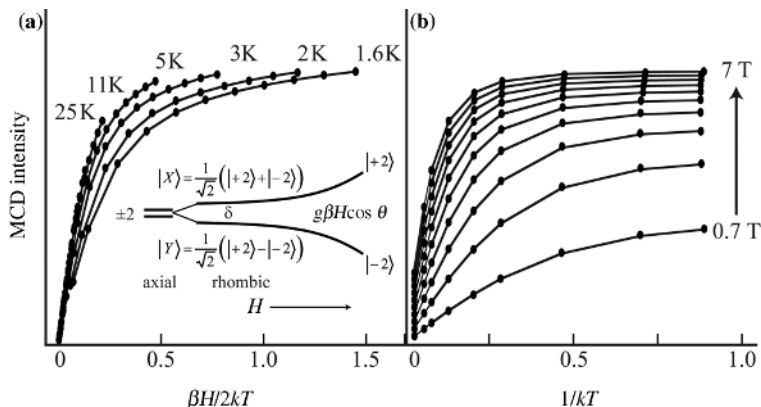 (a)
MCD intensity
25K 11K 5K 3K 2K 1.6K
|X⟩=1/√2(|+2⟩+|−2⟩)
|+2⟩
±2 δ gβHcos θ
|Y⟩=1/√2(|+2⟩−|−2⟩)
|−2⟩
axial rhombic
H
0 0.5 1.0 1.5
βH/2kT
(b)
7 T
0.7 T
0 0.5 1.0
1/kT